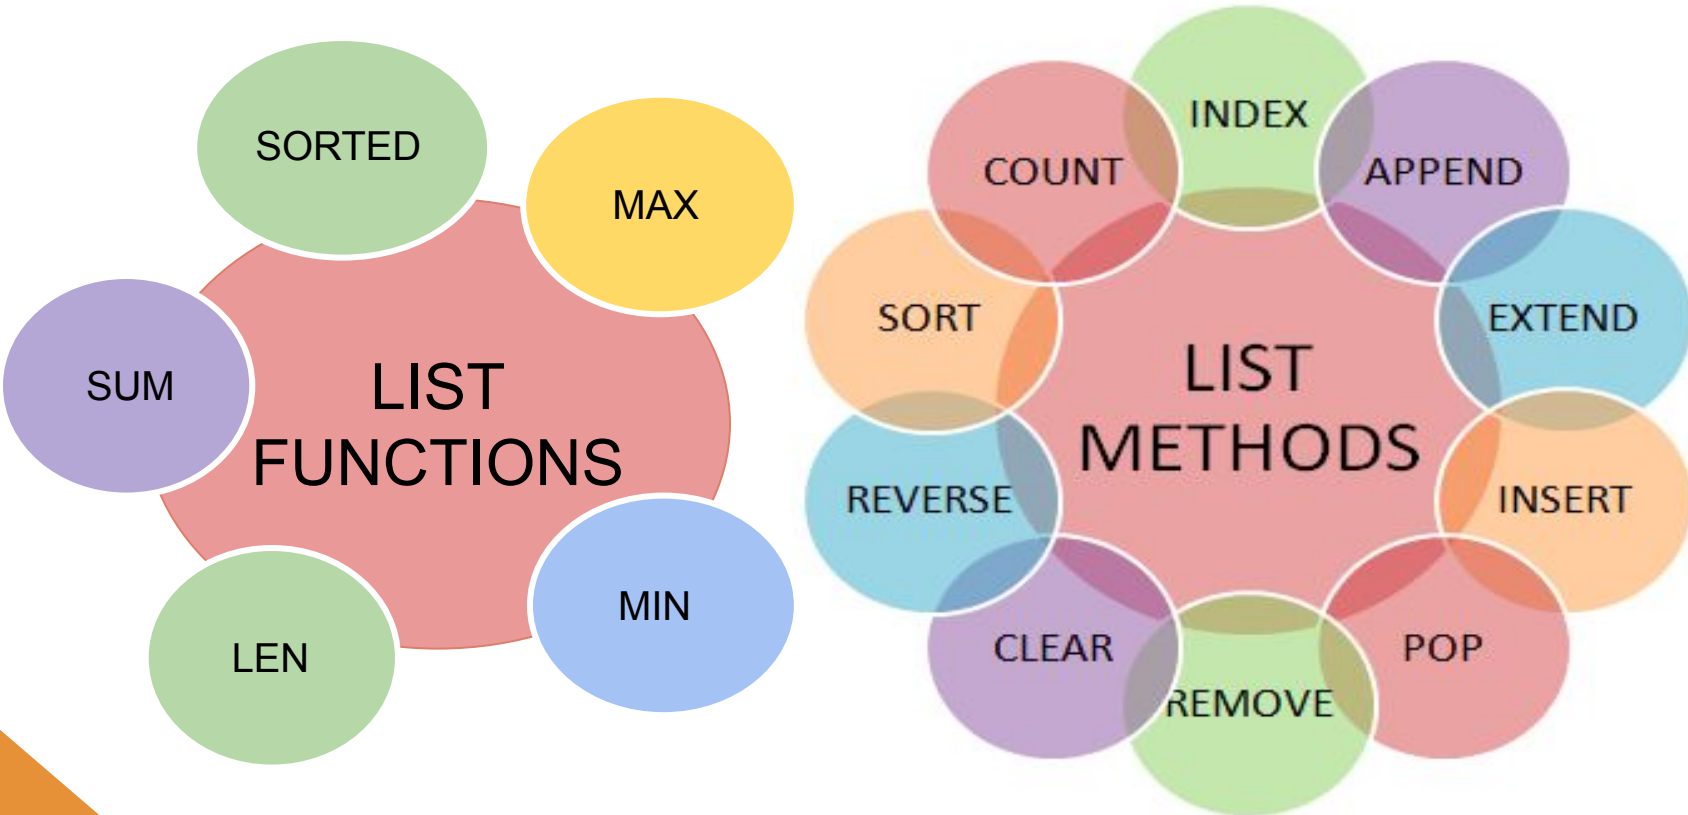 SORTED
MAX
SUM
LIST
FUNCTIONS
MIN
LEN
INDEX
COUNT
APPEND
SORT
EXTEND
LIST
METHODS
REVERSE
INSERT
CLEAR
POP
REMOVE